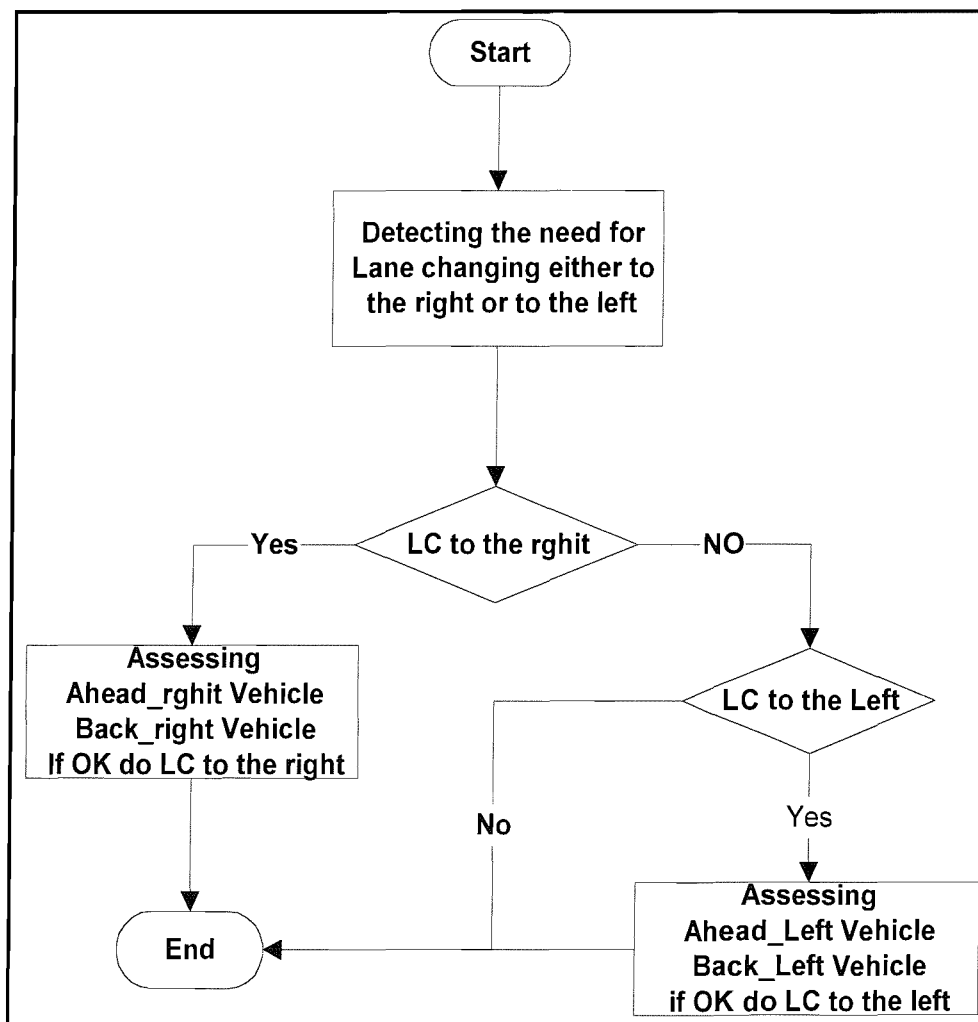 Start
Detecting the need for
Lane changing either to
the right or to the left
Yes
LC to the rghit
NO
Assessing
Ahead_rghit Vehicle
Back_right Vehicle
If OK do LC to the right
LC to the Left
No
Yes
End
Assessing
Ahead_Left Vehicle
Back_Left Vehicle
if OK do LC to the left